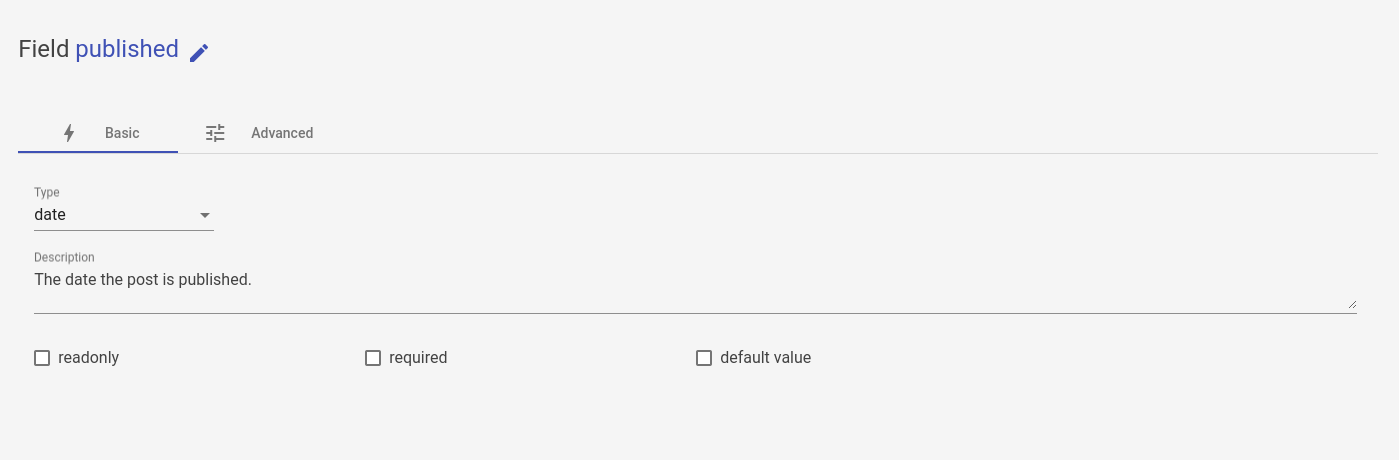 Field published
Basic Advanced
Type
date
Description
The date the post is published.
readonly required default value